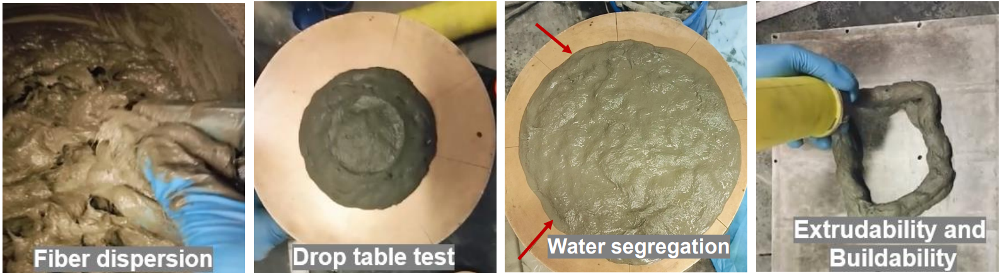 Fiber dispersion
Drop table test
Water segregation
Extrudability and
Buildability